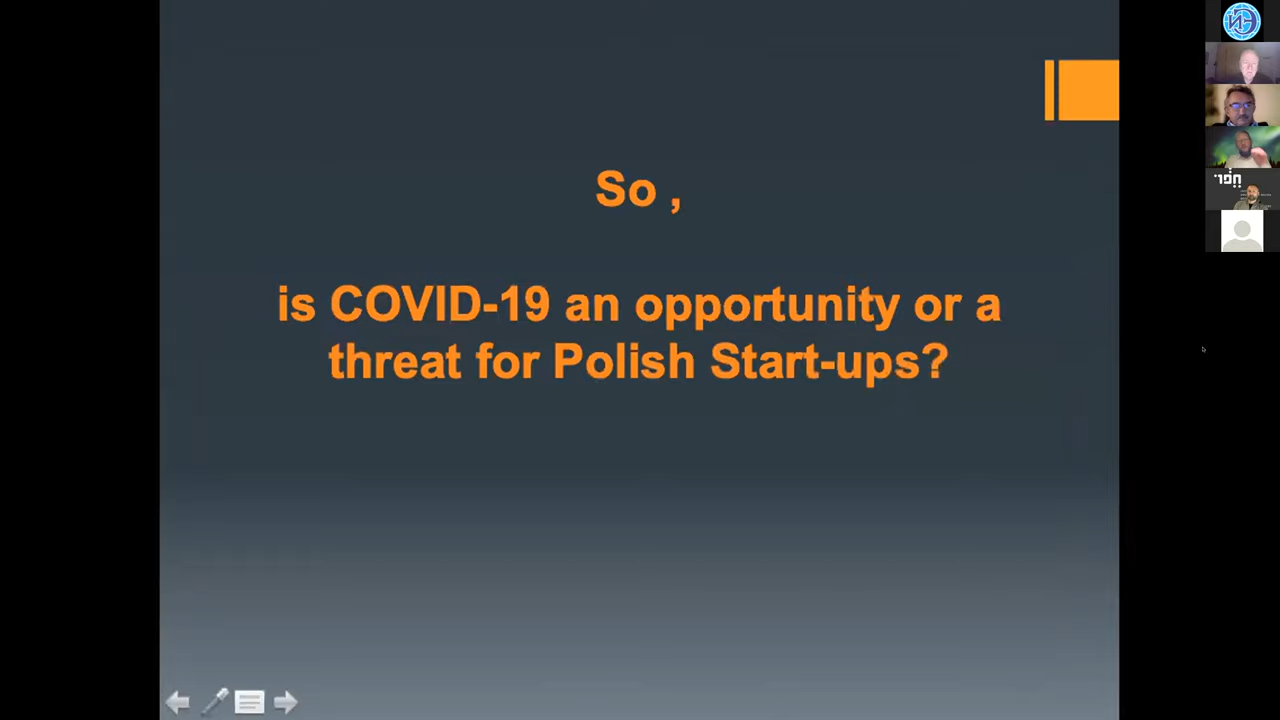 So ,
is COVID-19 an opportunity or a
threat for Polish Start-ups?